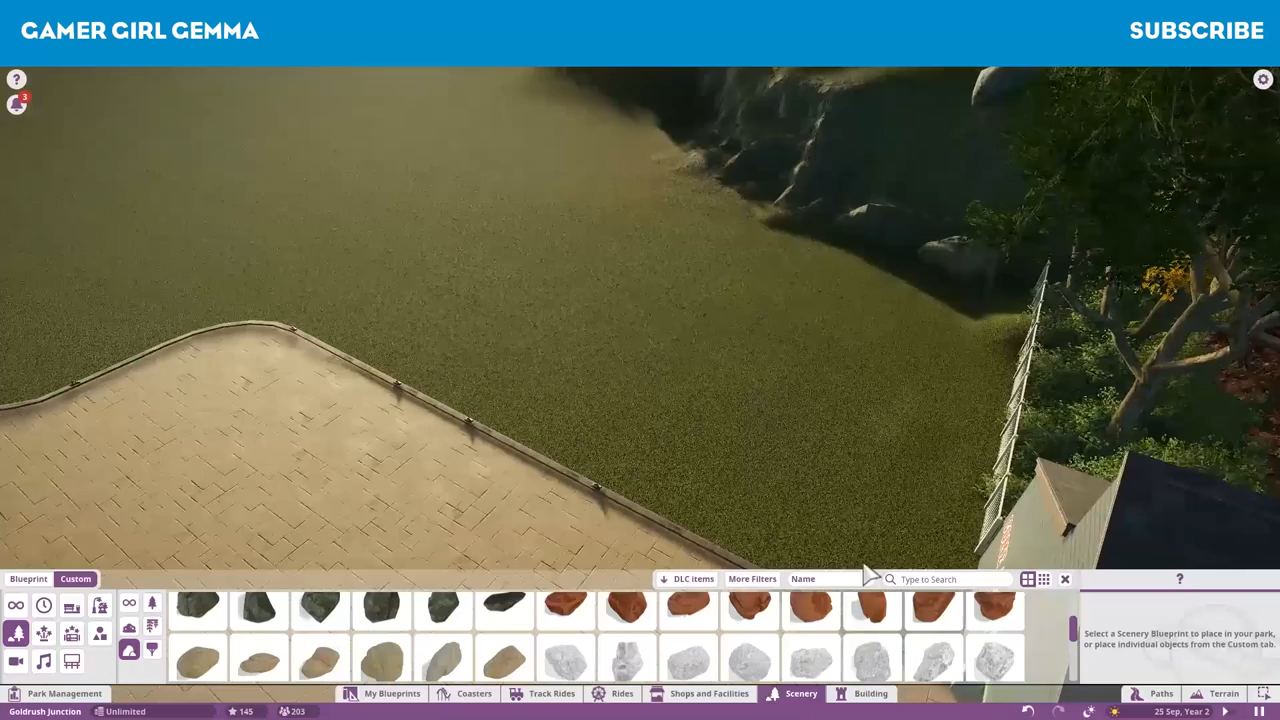 GAMER GIRL GEMMA
SUBSCRIBE
?
3
Blueprint
Custom
DLC items
More Filters
Name
Type to Search
?
Select a Scenery Blueprint to place in your park,
or place individual objects from the Custom tab.
Park Management
My Blueprints
Coasters
Track Rides
Rides
Shops and Facilities
Scenery
Building
Paths
Terrain
Goldrush Junction
Unlimited
145
203
25 Sep, Year 2